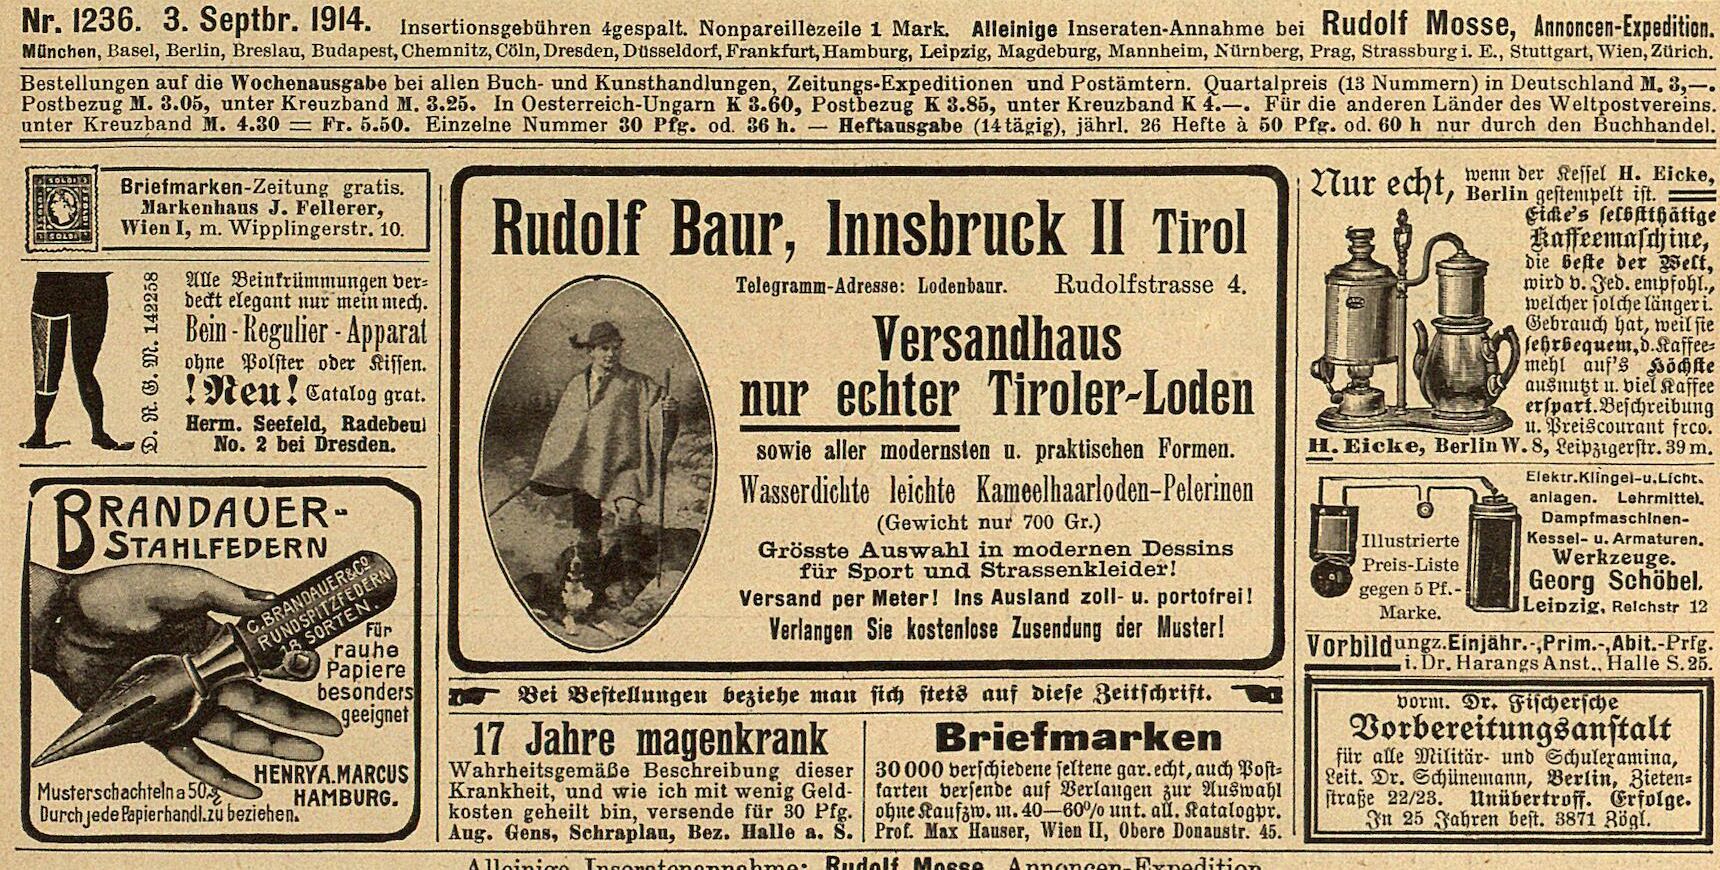 Nr. 1236. 3. Septbr. 1914. Insertionsgebühren 4gespalt. Nonpareillezeile 1 Mark. Alleinige Inseraten-Annahme bei Rudolf Mosse, Annoncen-Expedition.
München, Basel, Berlin, Breslau, Budapest, Chemnitz, Cöln, Dresden, Düsseldorf, Frankfurt, Hamburg, Leipzig, Magdeburg, Mannheim, Nürnberg, Prag, Strassburg i. E., Stuttgart, Wien, Zürich.
Bestellungen auf die Wochenausgabe bei allen Buch- und Kunsthandlungen, Zeitungs-Expeditionen und Postämtern. Quartalpreis (13 Nummern) in Deutschland M. 3,—.
Postbezug M. 3.05, unter Kreuzband M. 3.25. In Oesterreich-Ungarn K 3.60, Postbezug K 3.85, unter Kreuzband K 4.—. Für die anderen Länder des Weltpostvereins.
unter Kreuzband M. 4.30 = Fr. 5.50. Einzelne Nummer 30 Pfg. od. 36 h. — Heftausgabe (14tägig), jährl. 26 Hefte à 50 Pfg. od. 60 h nur durch den Buchhandel.
Briefmarken-Zeitung gratis.
Markenhaus J. Fellerer,
Wien I, m. Wipplingerstr. 10.
D. R. G. M. 142258
Alle Beinkrümmungen ver-
deckt elegant nur mein mech.
Bein-Regulier-Apparat
ohne Polster oder Kissen.
!Neu! Catalog grat.
Herm. Seefeld, Radebeul
No. 2 bei Dresden.
BRANDAUER-
STAHLFEDERN
C. BRANDAUER & CO
RUNDSPITZFEDERN
8 SORTEN.
Für
rauhe
Papiere
besonders
geeignet
HENRY A. MARCUS
HAMBURG.
Musterschachteln a 50 ₰
Durch jede Papierhandl. zu beziehen.
Rudolf Baur, Innsbruck II Tirol
Telegramm-Adresse: Lodenbaur. Rudolfstrasse 4.
Versandhaus
nur echter Tiroler-Loden
sowie aller modernsten u. praktischen Formen.
Wasserdichte leichte Kameelhaarloden-Pelerinen
(Gewicht nur 700 Gr.)
Grösste Auswahl in modernen Dessins
für Sport und Strassenkleider!
Versand per Meter! Ins Ausland zoll- u. portofrei!
Verlangen Sie kostenlose Zusendung der Muster!
Bei Bestellungen beziehe man sich stets auf diese Zeitschrift.
17 Jahre magenkrank
Wahrheitsgemäße Beschreibung dieser
Krankheit, und wie ich mit wenig Geld-
kosten geheilt bin, versende für 30 Pfg.
Aug. Gens, Schraplau, Bez. Halle a. S.
Briefmarken
30 000 verschiedene seltene gar. echt, auch Post-
karten versende auf Verlangen zur Auswahl
ohne Kaufzw. m. 40—60% unt. all. Katalogpr.
Prof. Max Hauser, Wien II, Obere Donaustr. 45.
Nur echt, wenn der Kessel H. Eicke,
Berlin gestempelt ist.
Eicke's selbstthätige
Kaffeemaschine,
die beste der Welt,
wird v. Jed. empfohl.,
welcher solche länger i.
Gebrauch hat, weil sie
sehr bequem, d. Kaffee-
mehl auf's Höchste
ausnutzt u. viel Kaffee
erspart. Beschreibung
u. Preiscourant frco.
H. Eicke, Berlin W. 8, Leipzigerstr. 39 m.
Elektr. Klingel- u. Licht.
anlagen. Lehrmittel.
Dampfmaschinen-
Kessel- u. Armaturen.
Werkzeuge.
Georg Schöbel.
Leipzig, Reichstr 12
Illustrierte
Preis-Liste
gegen 5 Pf.-
Marke.
Vorbildung z. Einjähr.-, Prim.-, Abit.-Prfg.
i. Dr. Harangs Anst., Halle S. 25.
vorm. Dr. Fischersche
Vorbereitungsanstalt
für alle Militär- und Schulexamina,
Leit. Dr. Schünemann, Berlin, Zieten-
straße 22/23. Unübertroff. Erfolge.
In 25 Jahren best. 3871 Zögl.
Alleinige Inseratenannahme: Rudolf Mosse, Annoncen-Expedition